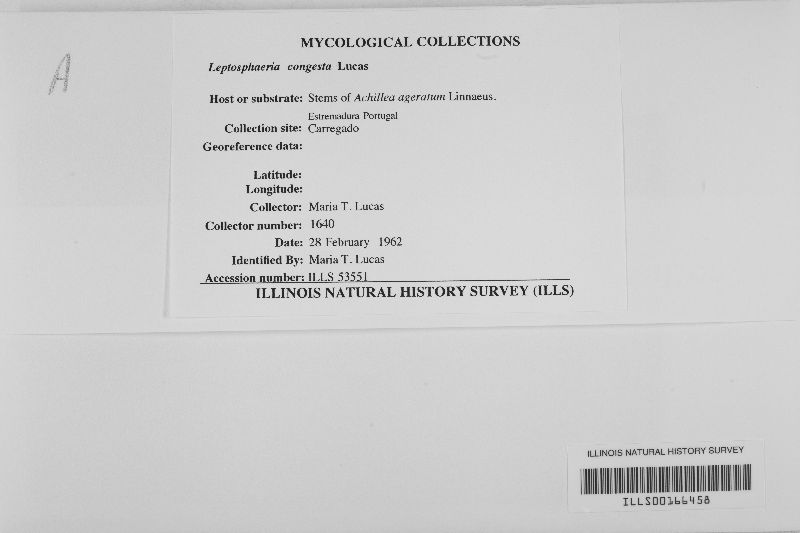 A
MYCOLOGICAL COLLECTIONS
Leptosphaeria congesta Lucas
Host or substrate: Stems of Achillea ageratum Linnaeus.
Estremadura Portugal
Collection site: Carregado
Georeference data:
Latitude:
Longitude:
Collector: Maria T. Lucas
Collector number: 1640
Date: 28 February 1962
Identified By: Maria T. Lucas
Accession number: ILLS 53551
ILLINOIS NATURAL HISTORY SURVEY (ILLS)
ILLINOIS NATURAL HISTORY SURVEY
ILLS00166458